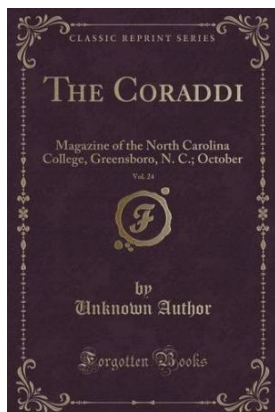 CLASSIC REPRINT SERIES
THE CORADDI
Magazine of the North Carolina
College, Greensboro, N. C.; October
Vol. 24
F
by
Unknown Author
Forgotten Books